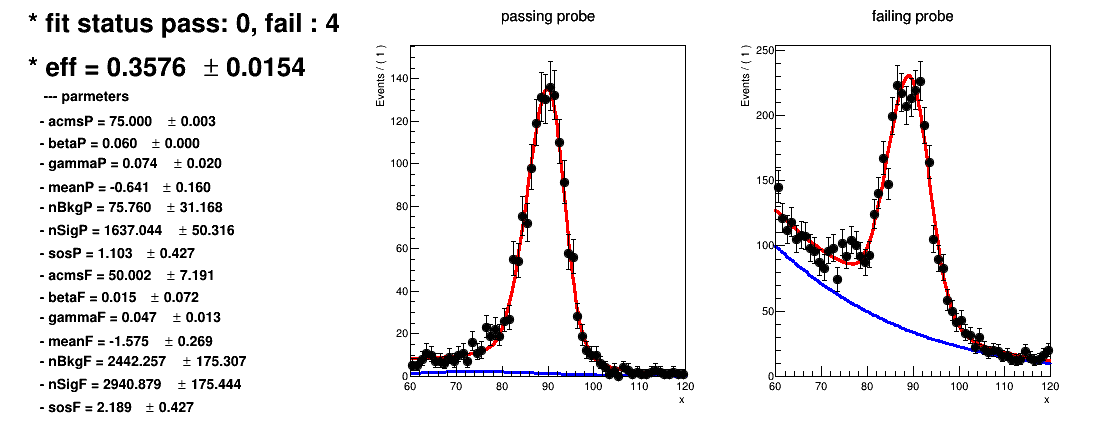 * fit status pass: 0, fail : 4
* eff = 0.3576 ± 0.0154
--- parmeters
- acmsP = 75.000 ± 0.003
- betaP = 0.060 ± 0.000
- gammaP = 0.074 ± 0.020
- meanP = -0.641 ± 0.160
- nBkgP = 75.760 ± 31.168
- nSigP = 1637.044 ± 50.316
- sosP = 1.103 ± 0.427
- acmsF = 50.002 ± 7.191
- betaF = 0.015 ± 0.072
- gammaF = 0.047 ± 0.013
- meanF = -1.575 ± 0.269
- nBkgF = 2442.257 ± 175.307
- nSigF = 2940.879 ± 175.444
- sosF = 2.189 ± 0.427
passing probe
Events / ( 1 )
140
120
100
80
60
40
20
0
60 70 80 90 100 110 120
x
failing probe
Events / ( 1 )
250
200
150
100
50
0
60 70 80 90 100 110 120
x